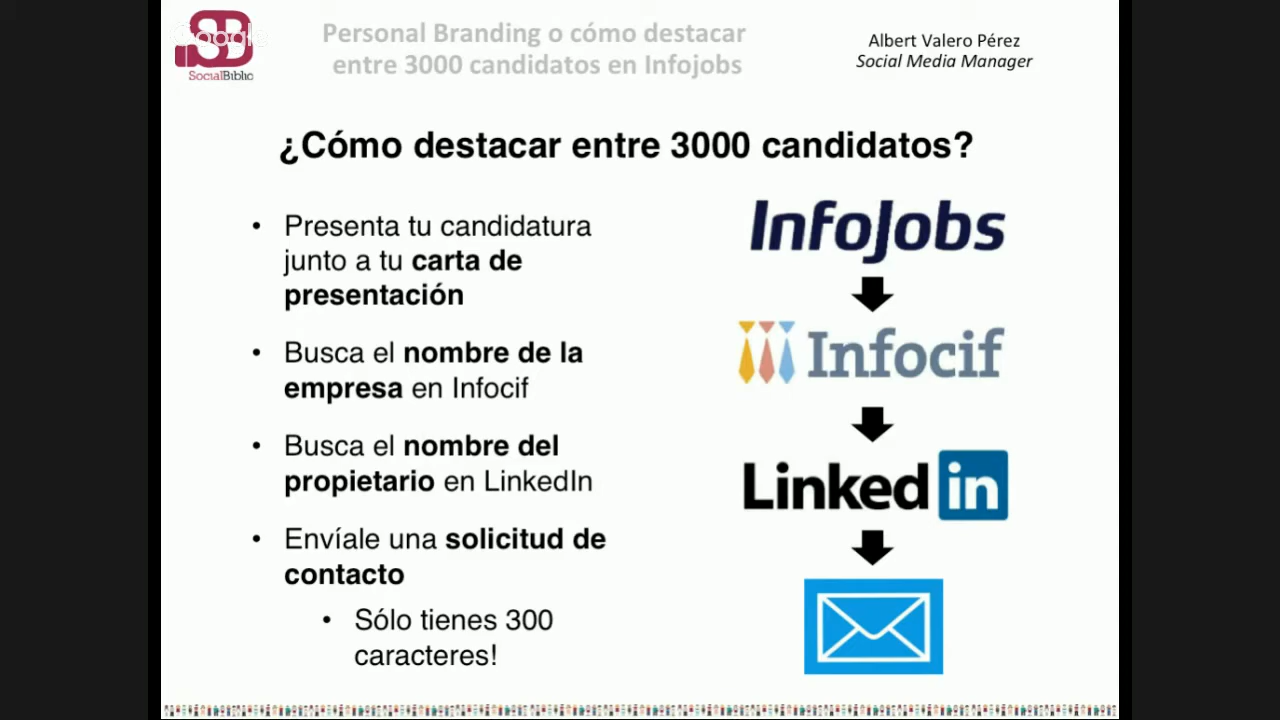 Google
SocialBiblio
Personal Branding o cómo destacar
entre 3000 candidatos en Infojobs
Albert Valero Pérez
Social Media Manager
¿Cómo destacar entre 3000 candidatos?
• Presenta tu candidatura
junto a tu carta de
presentación
• Busca el nombre de la
empresa en Infocif
• Busca el nombre del
propietario en LinkedIn
• Envíale una solicitud de
contacto
• Sólo tienes 300
caracteres!
InfoJobs
Infocif
Linkedin